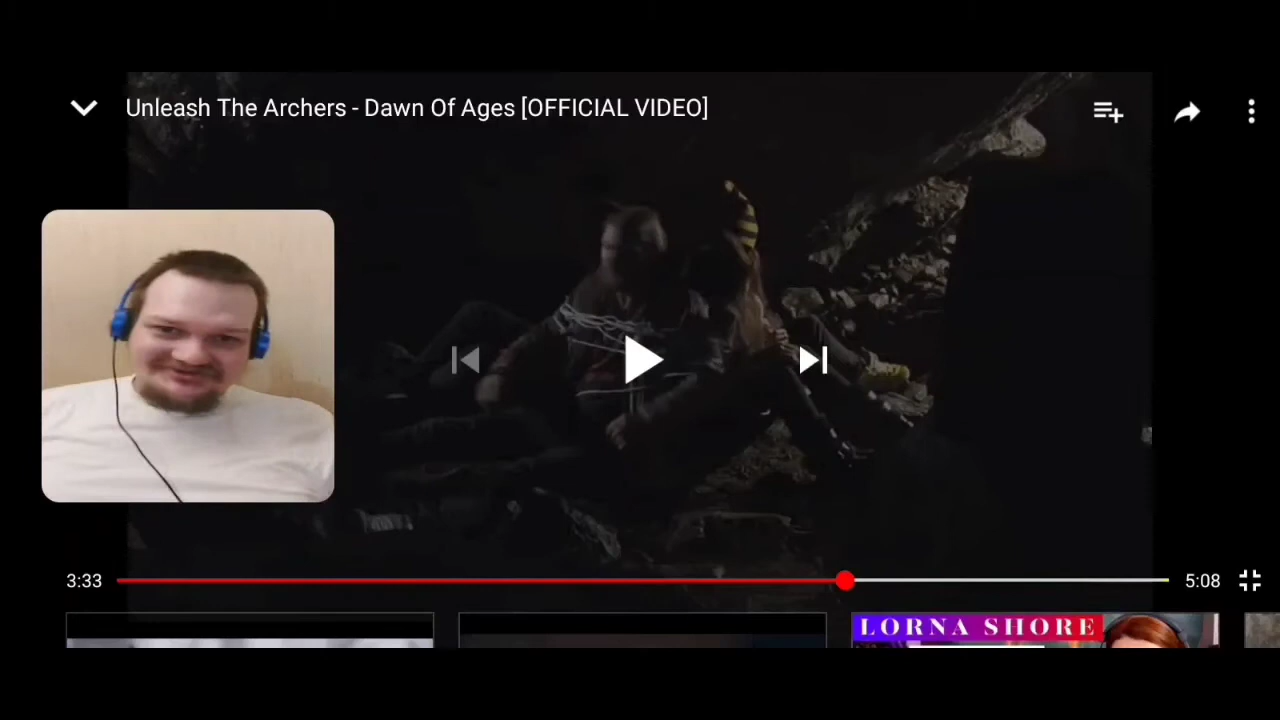 Unleash The Archers - Dawn Of Ages [OFFICIAL VIDEO]
3:33
5:08
LORNA SHORE